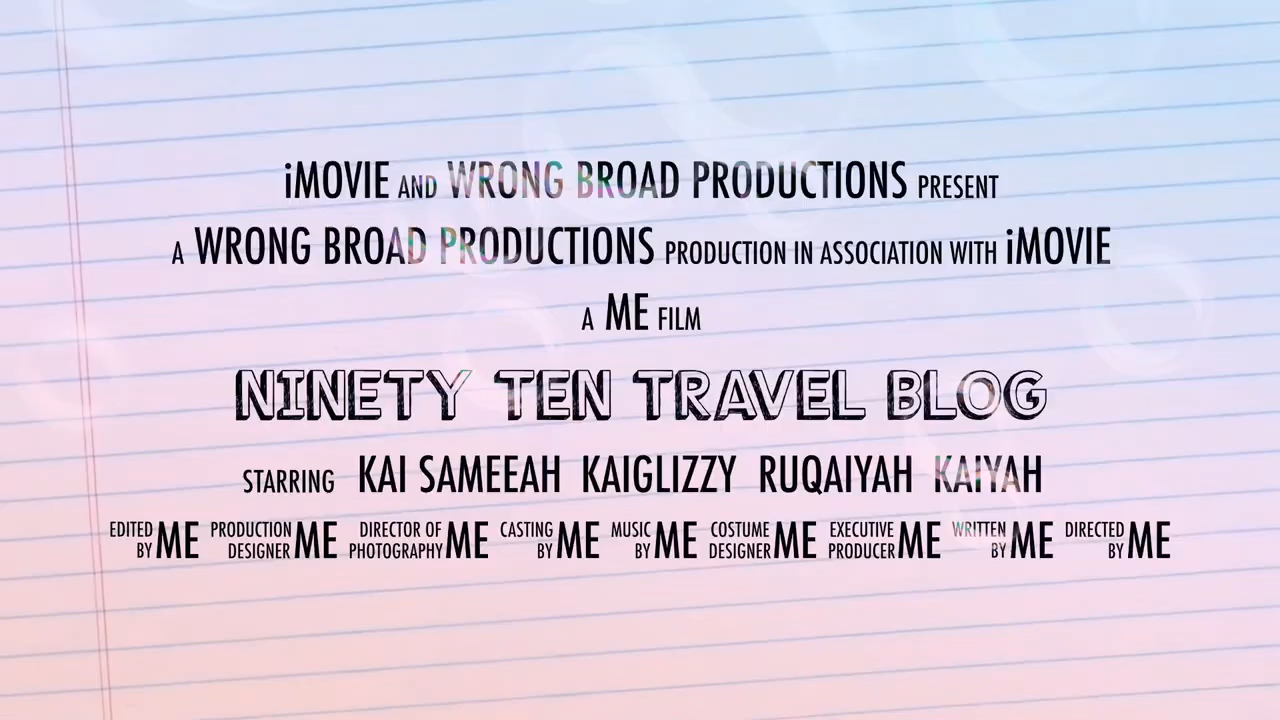 iMOVIE AND WRONG BROAD PRODUCTIONS PRESENT
A WRONG BROAD PRODUCTIONS PRODUCTION IN ASSOCIATION WITH iMOVIE
A ME FILM
NINETY TEN TRAVEL BLOG
STARRING KAI SAMEEAH KAIGLIZZY RUQAIYAH KAIYAH
EDITED BY ME PRODUCTION DESIGNER ME DIRECTOR OF PHOTOGRAPHY ME CASTING BY ME MUSIC BY ME COSTUME DESIGNER ME EXECUTIVE PRODUCER ME WRITTEN BY ME DIRECTED BY ME